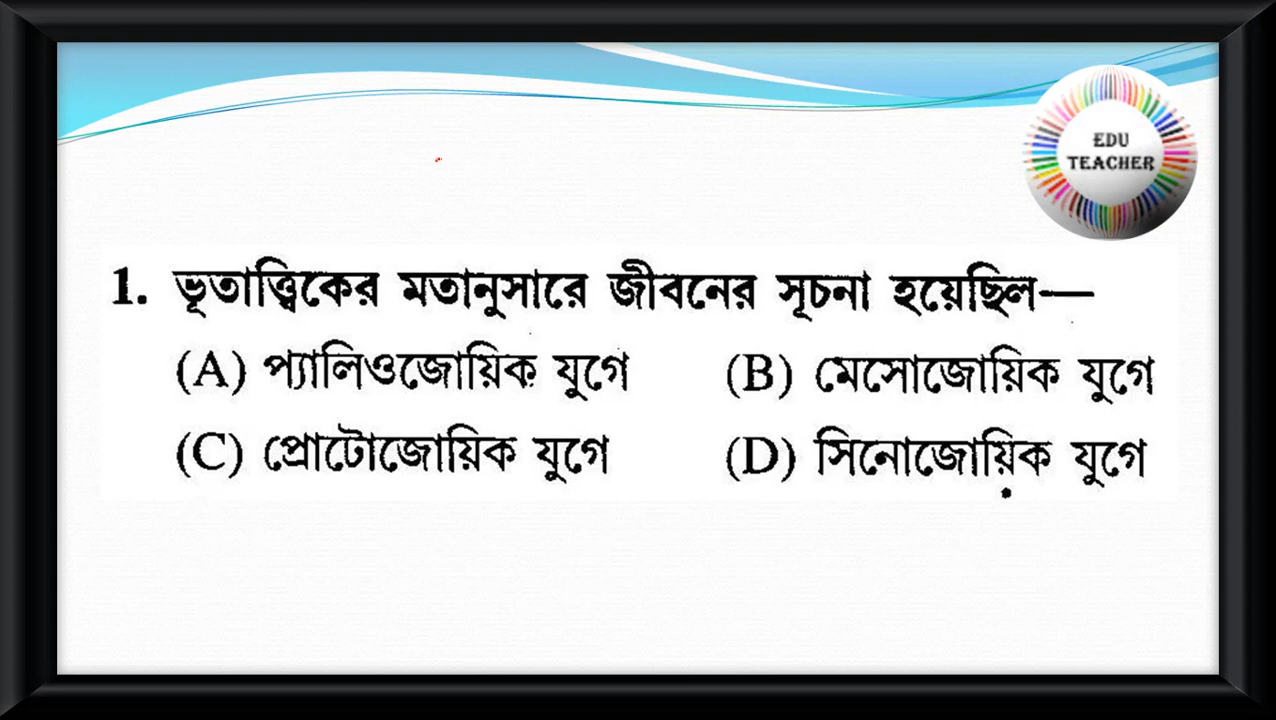 EDU
TEACHER
1. ভূতাত্ত্বিকের মতানুসারে জীবনের সূচনা হয়েছিল—
(A) প্যালিওজোয়িক যুগে (B) মেসোজোয়িক যুগে
(C) প্রোটোজোয়িক যুগে (D) সিনোজোয়িক যুগে